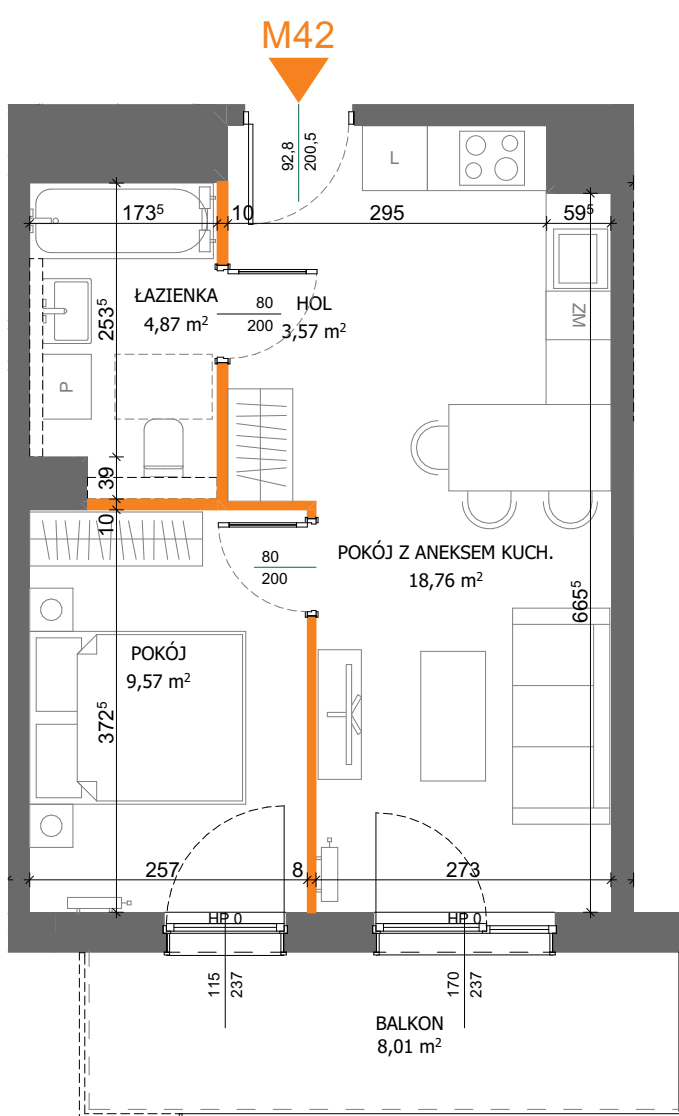 M42
92,8
200,5
L
173⁵
10
295
59⁵
ŁAZIENKA
4,87 m²
80
200
HOL
3,57 m²
ZM
253⁵
P
39
10
80
200
POKÓJ Z ANEKSEM KUCH.
18,76 m²
665⁵
POKÓJ
9,57 m²
372⁵
257
8
273
HP 0
HP 0
115
237
170
237
BALKON
8,01 m²